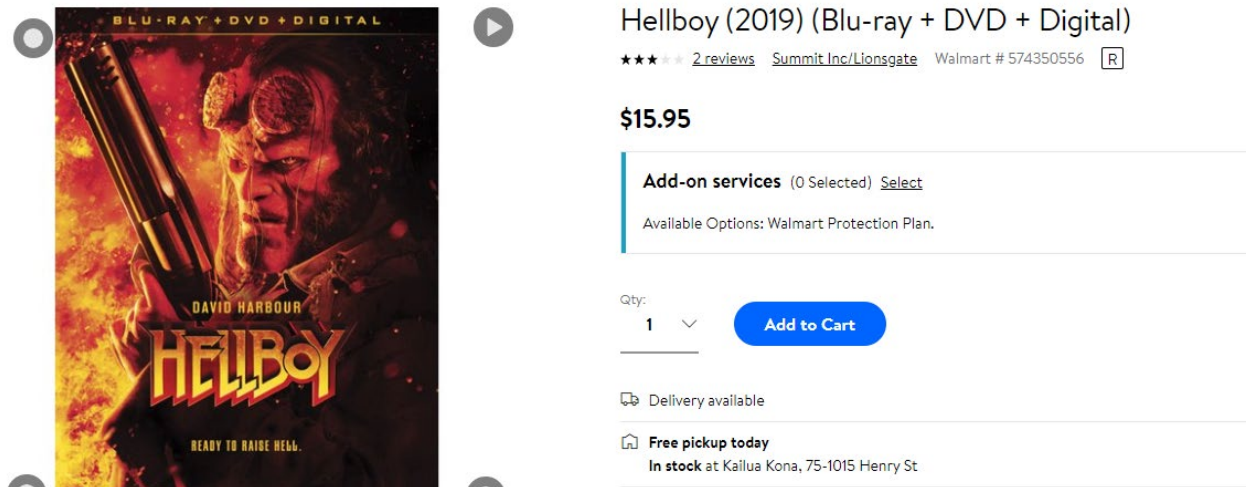 BLU-RAY + DVD + DIGITAL
DAVID HARBOUR
HELLBOY
READY TO RAISE HELL.
Hellboy (2019) (Blu-ray + DVD + Digital)
2 reviews Summit Inc/Lionsgate Walmart # 574350556 R
$15.95
Add-on services (0 Selected) Select
Available Options: Walmart Protection Plan.
Qty:
1 Add to Cart
Delivery available
Free pickup today
In stock at Kailua Kona, 75-1015 Henry St